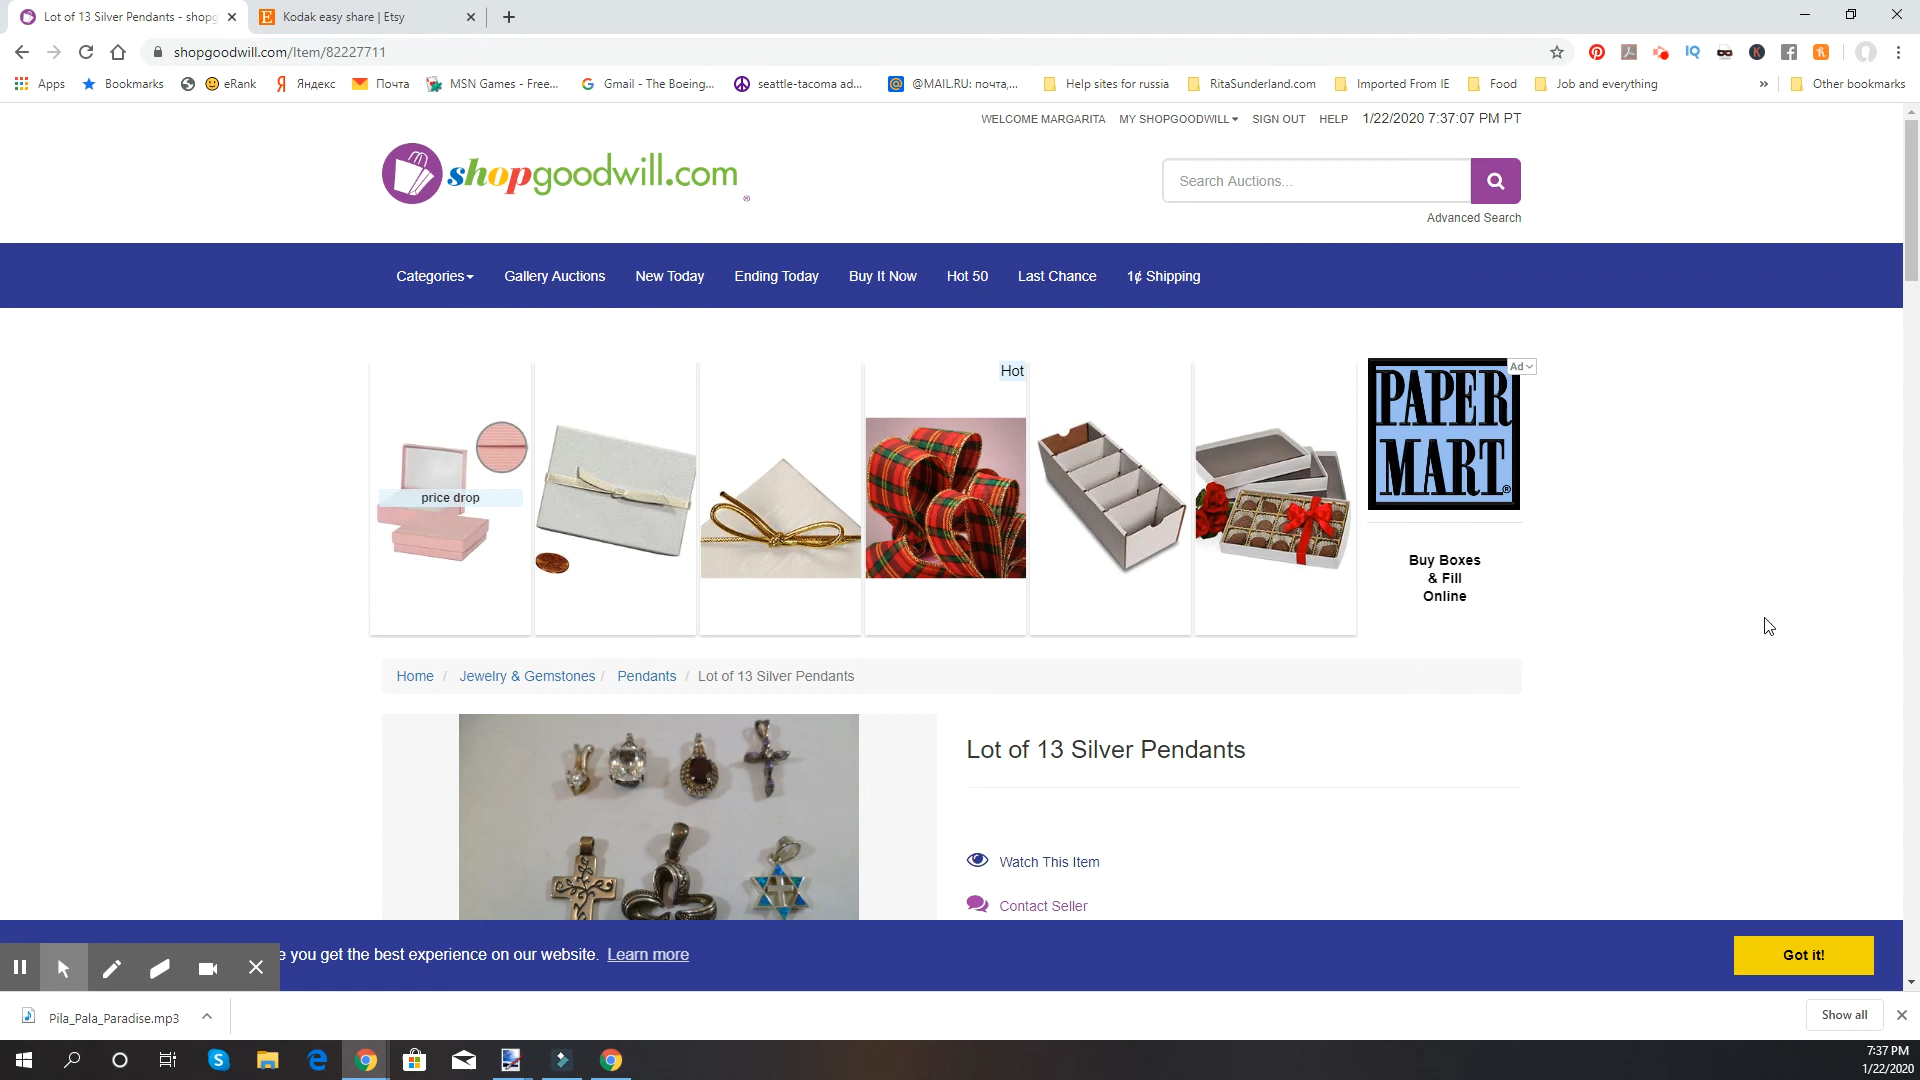 Lot of 13 Silver Pendants - shopg
Kodak easy share | Etsy
shopgoodwill.com/Item/82227711
Apps
Bookmarks
eRank
Яндекс
Почта
MSN Games - Free...
Gmail - The Boeing...
seattle-tacoma ad...
@MAIL.RU: почта,...
Help sites for russia
RitaSunderland.com
Imported From IE
Food
Job and everything
»
Other bookmarks
WELCOME MARGARITA MY SHOPGOODWILL SIGN OUT HELP 1/22/2020 7:37:07 PM PT
shopgoodwill.com®
Search Auctions...
Advanced Search
Categories Gallery Auctions New Today Ending Today Buy It Now Hot 50 Last Chance 1¢ Shipping
price drop
Hot
Ad
PAPER
MART®
Buy Boxes
& Fill
Online
Home / Jewelry & Gemstones / Pendants / Lot of 13 Silver Pendants
Lot of 13 Silver Pendants
Watch This Item
Contact Seller
e you get the best experience on our website. Learn more
Got it!
Pila_Pala_Paradise.mp3
Show all
7:37 PM
1/22/2020